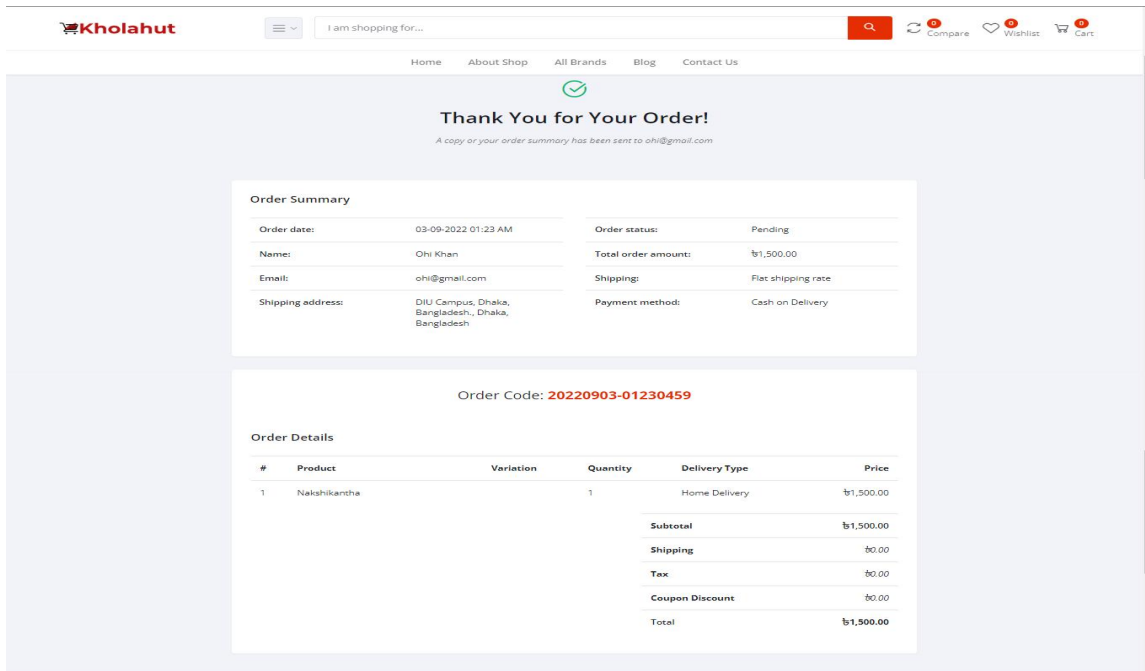 Kholahut
I am shopping for...
0
Compare
0
Wishlist
0
Cart
Home About Shop All Brands Blog Contact Us
Thank You for Your Order!
A copy or your order summary has been sent to ohi@gmail.com
Order Summary
Order date: 03-09-2022 01:23 AM Order status: Pending
Name: Ohi Khan Total order amount: ৳1,500.00
Email: ohi@gmail.com Shipping: Flat shipping rate
Shipping address: DIU Campus, Dhaka, Payment method: Cash on Delivery
Bangladesh., Dhaka,
Bangladesh
Order Code: 20220903-01230459
Order Details
# Product Variation Quantity Delivery Type Price
1 Nakshikantha 1 Home Delivery ৳1,500.00
Subtotal ৳1,500.00
Shipping ৳0.00
Tax ৳0.00
Coupon Discount ৳0.00
Total ৳1,500.00